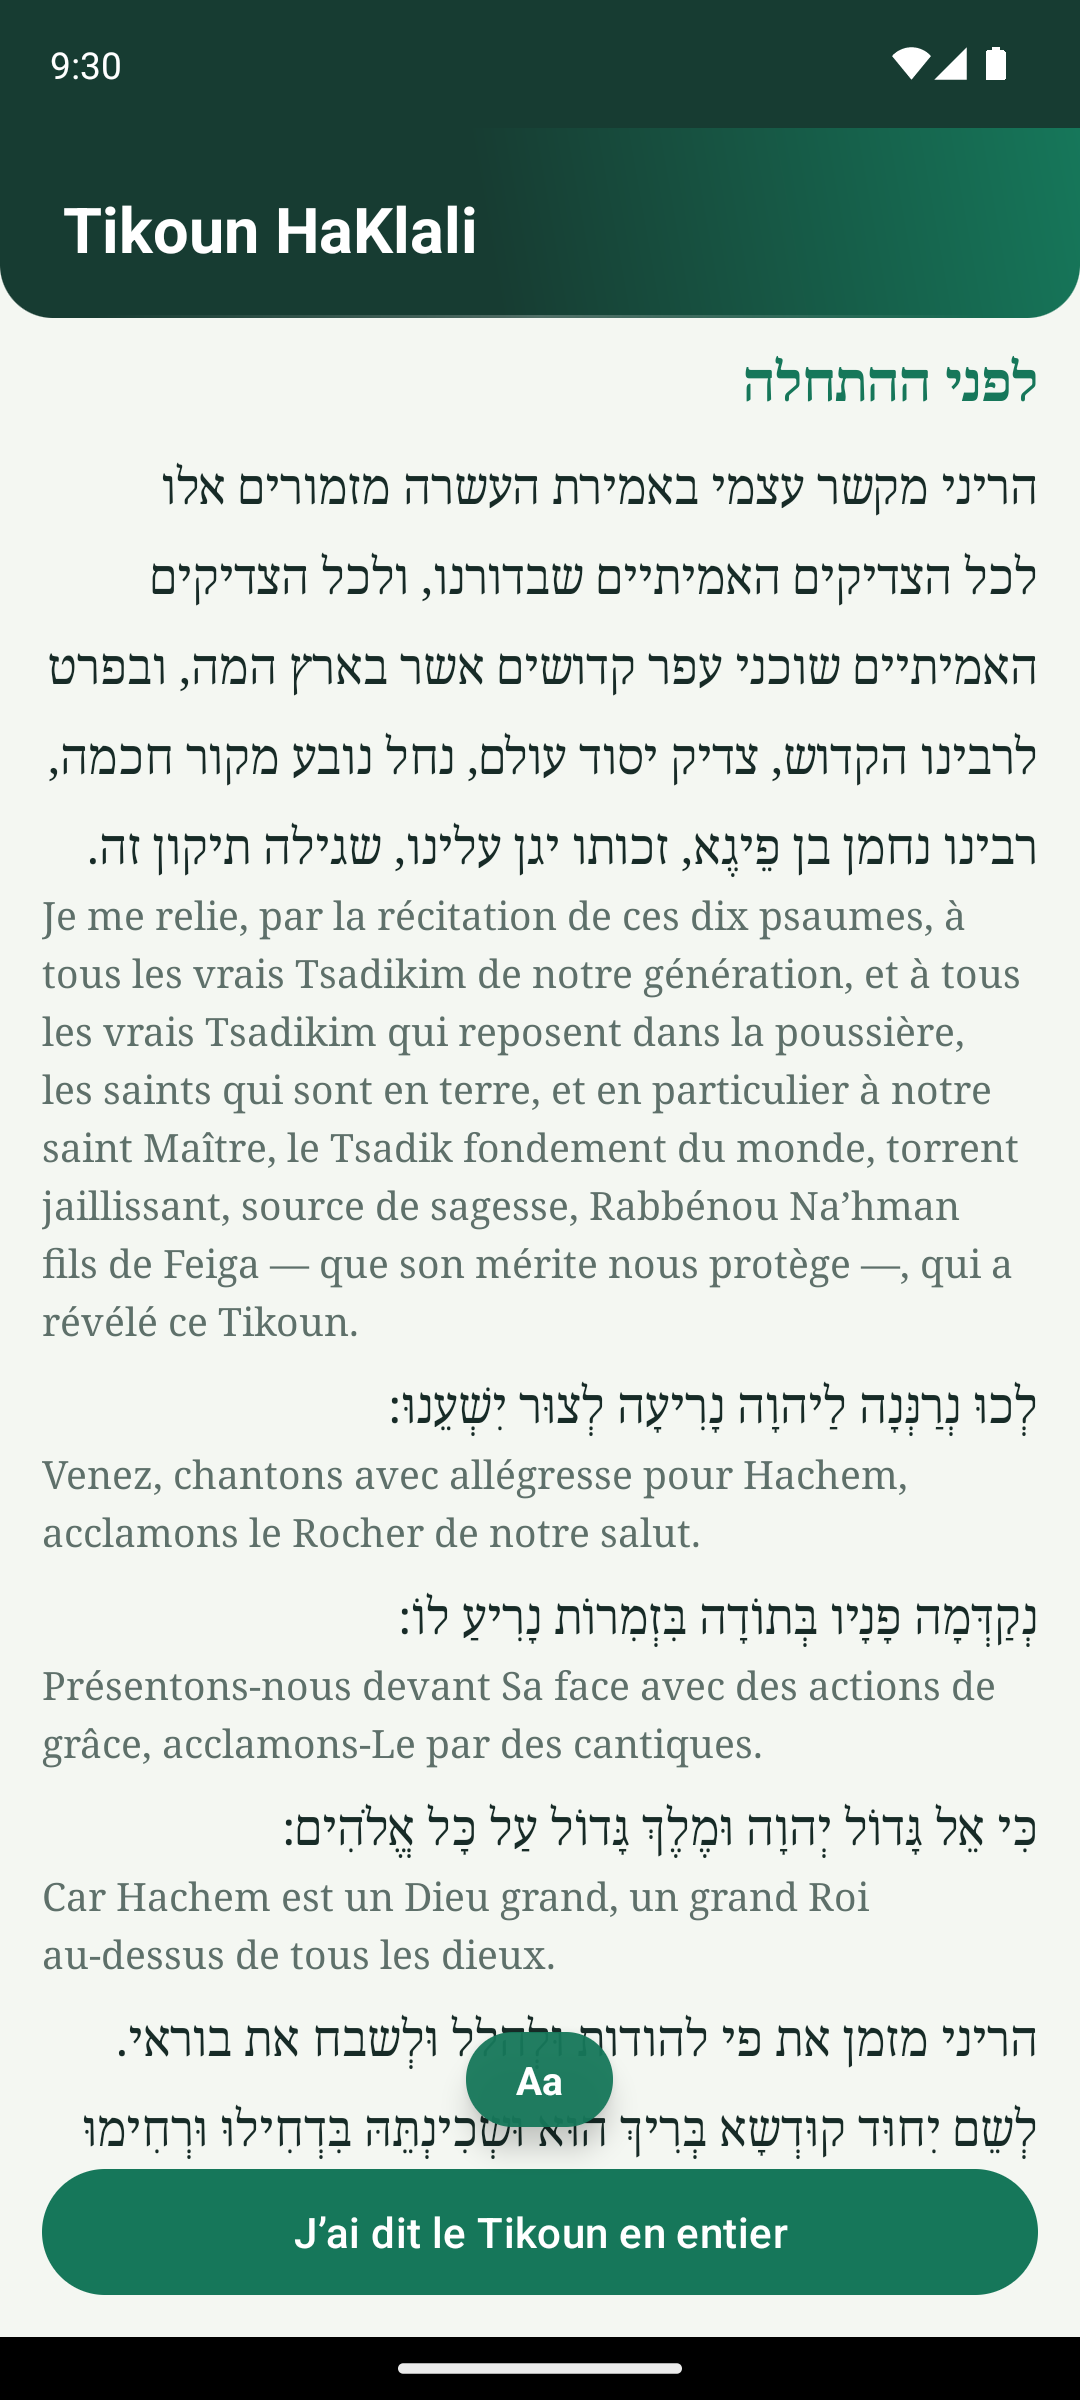 9:30
Tikoun HaKlali
לפני ההתחלה
הריני מקשר עצמי באמירת העשרה מזמורים אלו
לכל הצדיקים האמיתיים שבדורנו, ולכל הצדיקים
האמיתיים שוכני עפר קדושים אשר בארץ המה, ובפרט
לרבינו הקדוש, צדיק יסוד עולם, נחל נובע מקור חכמה,
רבינו נחמן בן פֵיגֶא, זכותו יגן עלינו, שגילה תיקון זה.
Je me relie, par la récitation de ces dix psaumes, à
tous les vrais Tsadikim de notre génération, et à tous
les vrais Tsadikim qui reposent dans la poussière,
les saints qui sont en terre, et en particulier à notre
saint Maître, le Tsadik fondement du monde, torrent
jaillissant, source de sagesse, Rabbénou Na’hman
fils de Feiga — que son mérite nous protège —, qui a
révélé ce Tikoun.
לְכוּ נְרַנְּנָה לַיהוָה נָרִיעָה לְצוּר יִשְׁעֵנוּ:
Venez, chantons avec allégresse pour Hachem,
acclamons le Rocher de notre salut.
נְקַדְּמָה פָנָיו בְּתוֹדָה בִּזְמִרוֹת נָרִיעַ לוֹ:
Présentons-nous devant Sa face avec des actions de
grâce, acclamons-Le par des cantiques.
כִּי אֵל גָּדוֹל יְהוָה וּמֶלֶךְ גָּדוֹל עַל כָּל אֱלֹהִים:
Car Hachem est un Dieu grand, un grand Roi
au-dessus de tous les dieux.
הריני מזמן את פי להודות וּלְהלל וּלְשבח את בוראי.
לְשֵׁם יִחוּד קוּדְשָׁא בְּרִיךְ הוּא וּשְׁכִינְתֵּהּ בִּדְחִילוּ וּרְחִימוּ
Aa
J’ai dit le Tikoun en entier